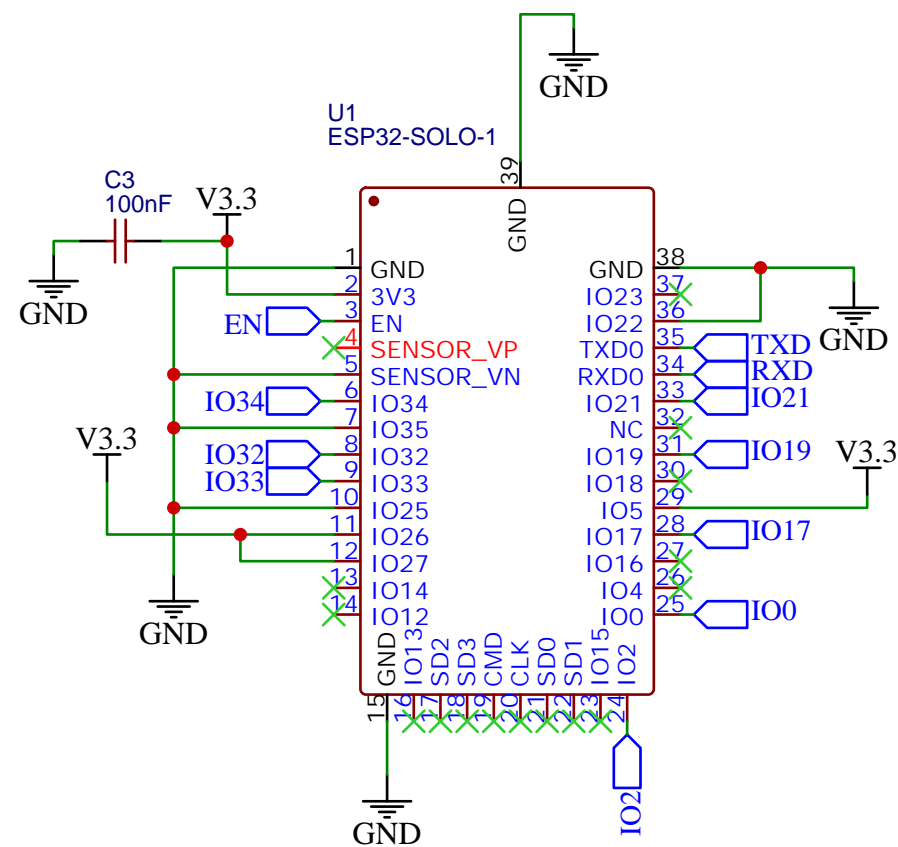 GND
U1
ESP32-SOLO-1
39
GND
C3
100nF
V3.3
GND
1 GND
2 3V3
EN 3 EN
4 SENSOR_VP
5 SENSOR_VN
IO34 6 IO34
7 IO35
V3.3
IO32 8 IO32
IO33 9 IO33
10 IO25
11 IO26
12 IO27
13 IO14
14 IO12
GND
GND 38
IO23 37
IO22 36
GND
TXD0 35 TXD
RXD0 34 RXD
IO21 33 IO21
NC 32
IO19 31 IO19
V3.3
IO18 30
IO5 29
IO17 28 IO17
IO16 27
IO4 26
IO0 25 IO0
GND IO13 SD2 SD3 CMD CLK SD0 SD1 IO15 IO2
15 16 17 18 19 20 21 22 23 24
IO2
GND